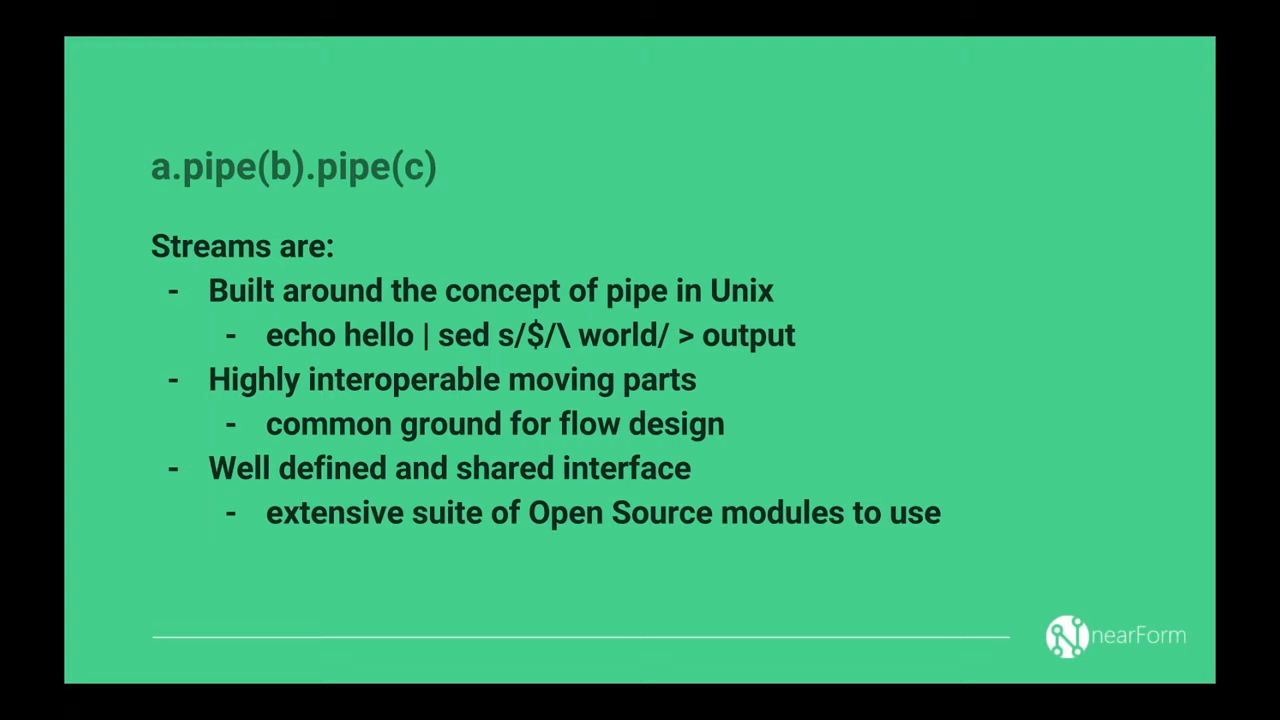 a.pipe(b).pipe(c)
Streams are:
- Built around the concept of pipe in Unix
- echo hello | sed s/$/\ world/ > output
- Highly interoperable moving parts
- common ground for flow design
- Well defined and shared interface
- extensive suite of Open Source modules to use
nearForm